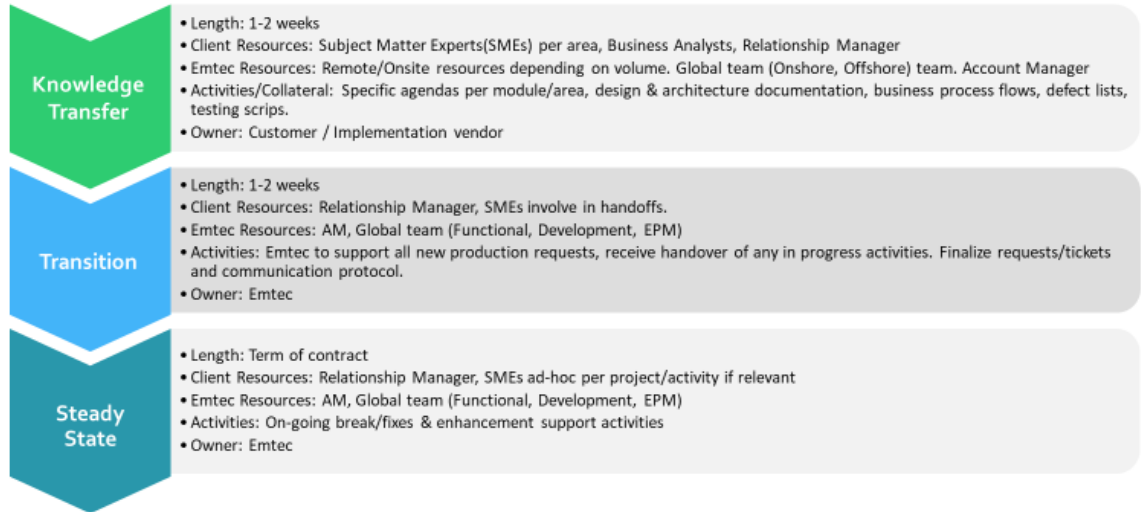 Knowledge
Transfer
• Length: 1-2 weeks
• Client Resources: Subject Matter Experts(SMEs) per area, Business Analysts, Relationship Manager
• Emtec Resources: Remote/Onsite resources depending on volume. Global team (Onshore, Offshore) team. Account Manager
• Activities/Collateral: Specific agendas per module/area, design & architecture documentation, business process flows, defect lists,
testing scrips.
• Owner: Customer / Implementation vendor
Transition
• Length: 1-2 weeks
• Client Resources: Relationship Manager, SMEs involve in handoffs.
• Emtec Resources: AM, Global team (Functional, Development, EPM)
• Activities: Emtec to support all new production requests, receive handover of any in progress activities. Finalize requests/tickets
and communication protocol.
• Owner: Emtec
Steady
State
• Length: Term of contract
• Client Resources: Relationship Manager, SMEs ad-hoc per project/activity if relevant
• Emtec Resources: AM, Global team (Functional, Development, EPM)
• Activities: On-going break/fixes & enhancement support activities
• Owner: Emtec